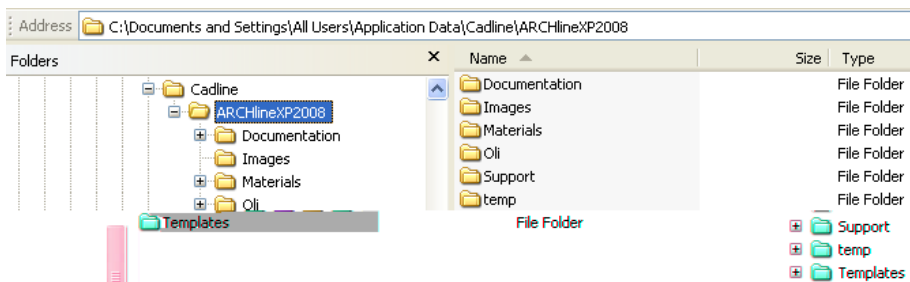 Address C:\Documents and Settings\All Users\Application Data\Cadline\ARCHlineXP2008
Folders × Name Size Type
Cadline
ARCHlineXP2008
Documentation
Images
Materials
Oli
Documentation File Folder
Images File Folder
Materials File Folder
Oli File Folder
Support File Folder
temp File Folder
Templates File Folder
Support
temp
Templates